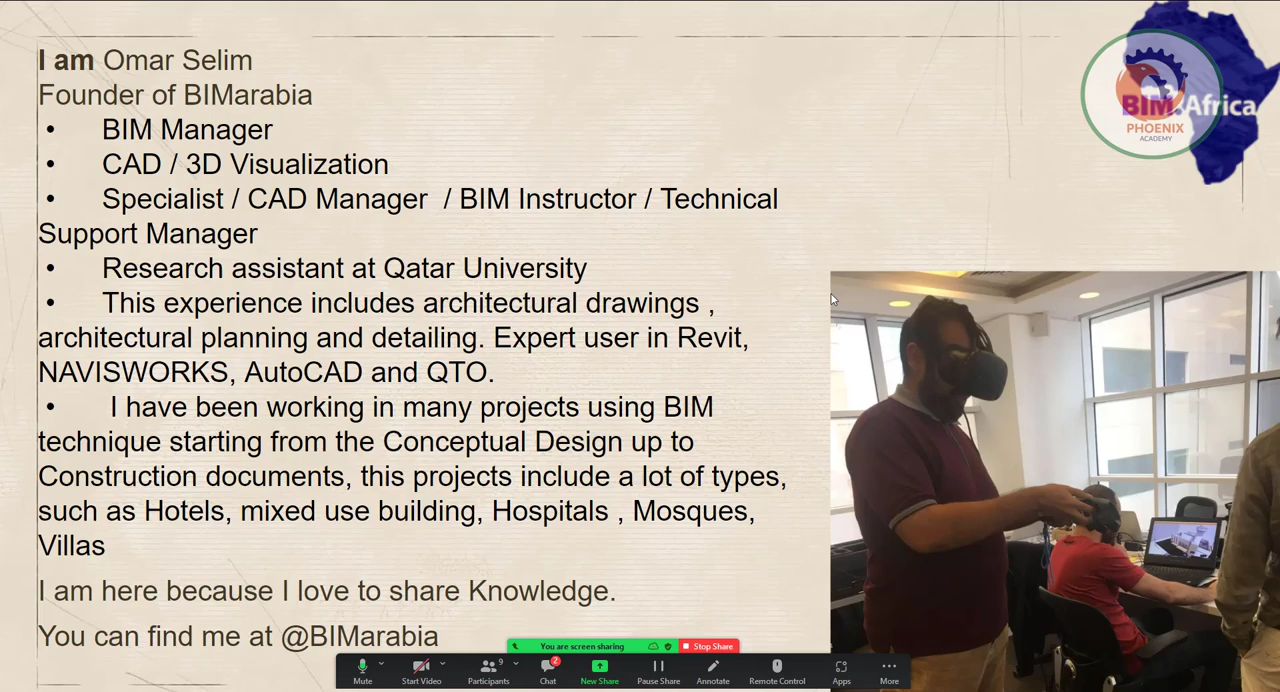 I am Omar Selim
Founder of BIMarabia
• BIM Manager
• CAD / 3D Visualization
• Specialist / CAD Manager / BIM Instructor / Technical
Support Manager
• Research assistant at Qatar University
• This experience includes architectural drawings ,
architectural planning and detailing. Expert user in Revit,
NAVISWORKS, AutoCAD and QTO.
• I have been working in many projects using BIM
technique starting from the Conceptual Design up to
Construction documents, this projects include a lot of types,
such as Hotels, mixed use building, Hospitals , Mosques,
Villas
I am here because I love to share Knowledge.
You can find me at @BIMarabia
BIM Africa
PHOENIX
ACADEMY
You are screen sharing Stop Share
9 2
Mute Start Video Participants Chat New Share Pause Share Annotate Remote Control Apps More